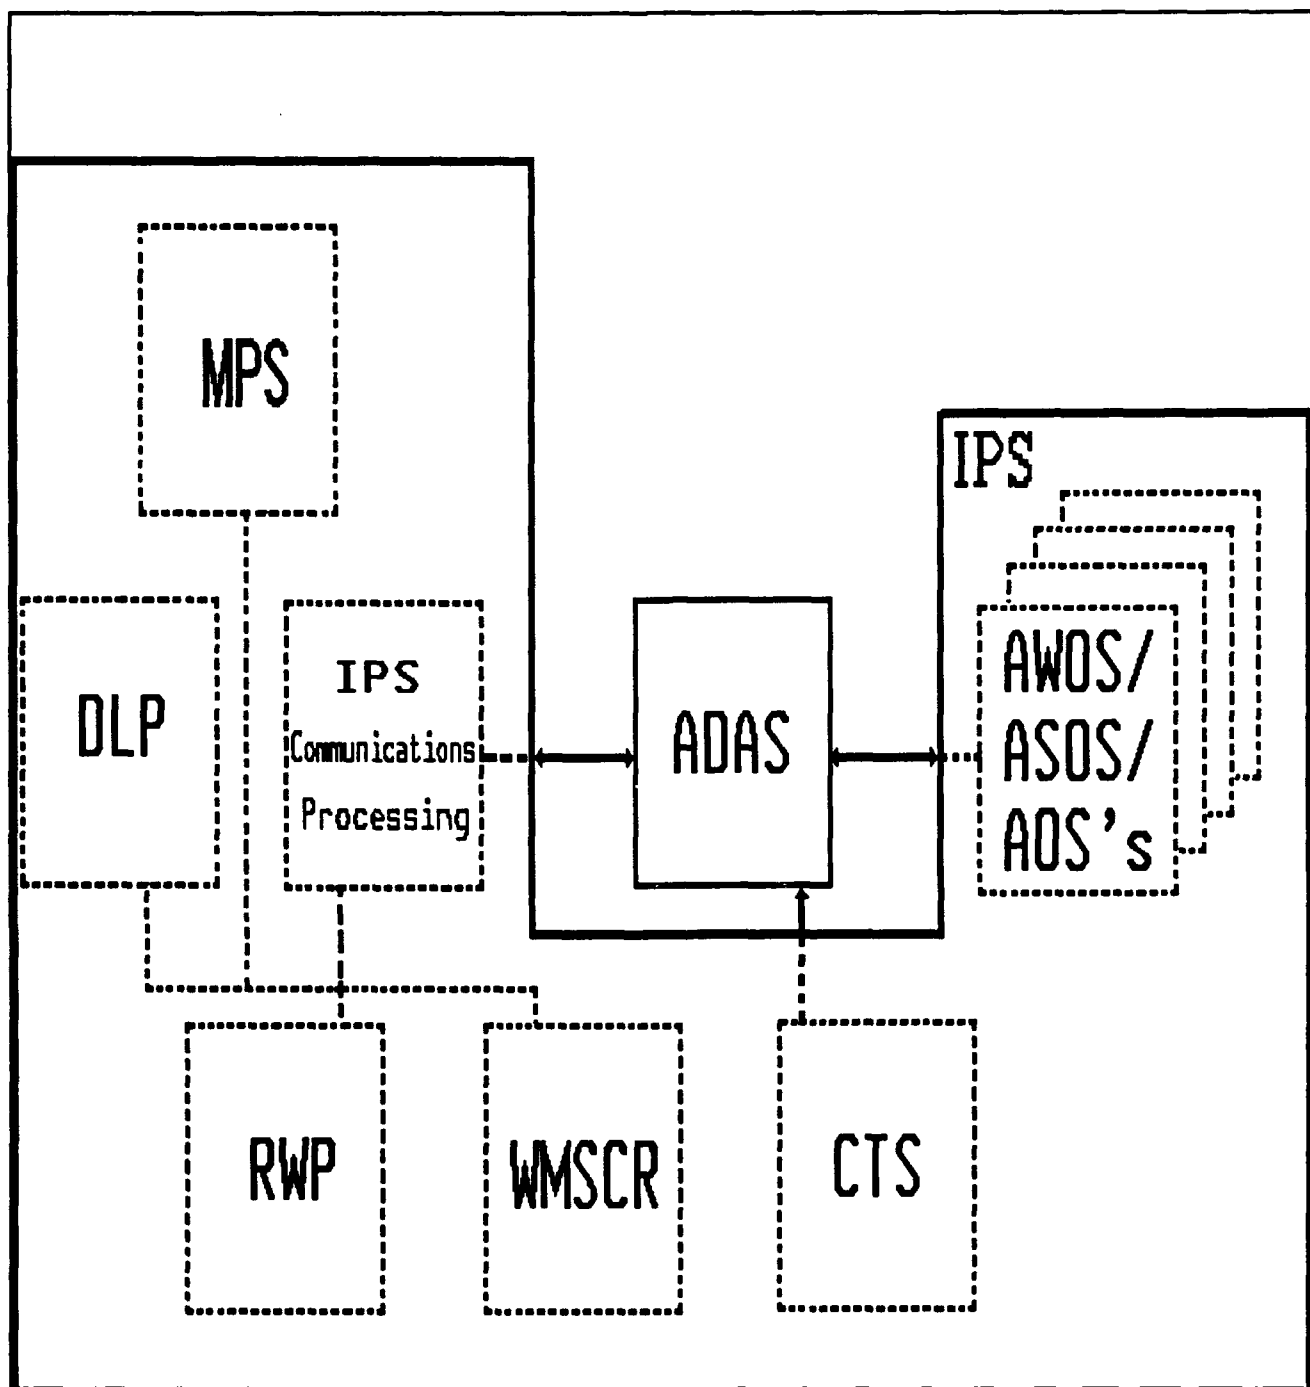 MPS
IPS
DLP
IPS
Communications
Processing
ADAS
AWOS/
ASOS/
AOS's
RWP
WMSCR
CTS